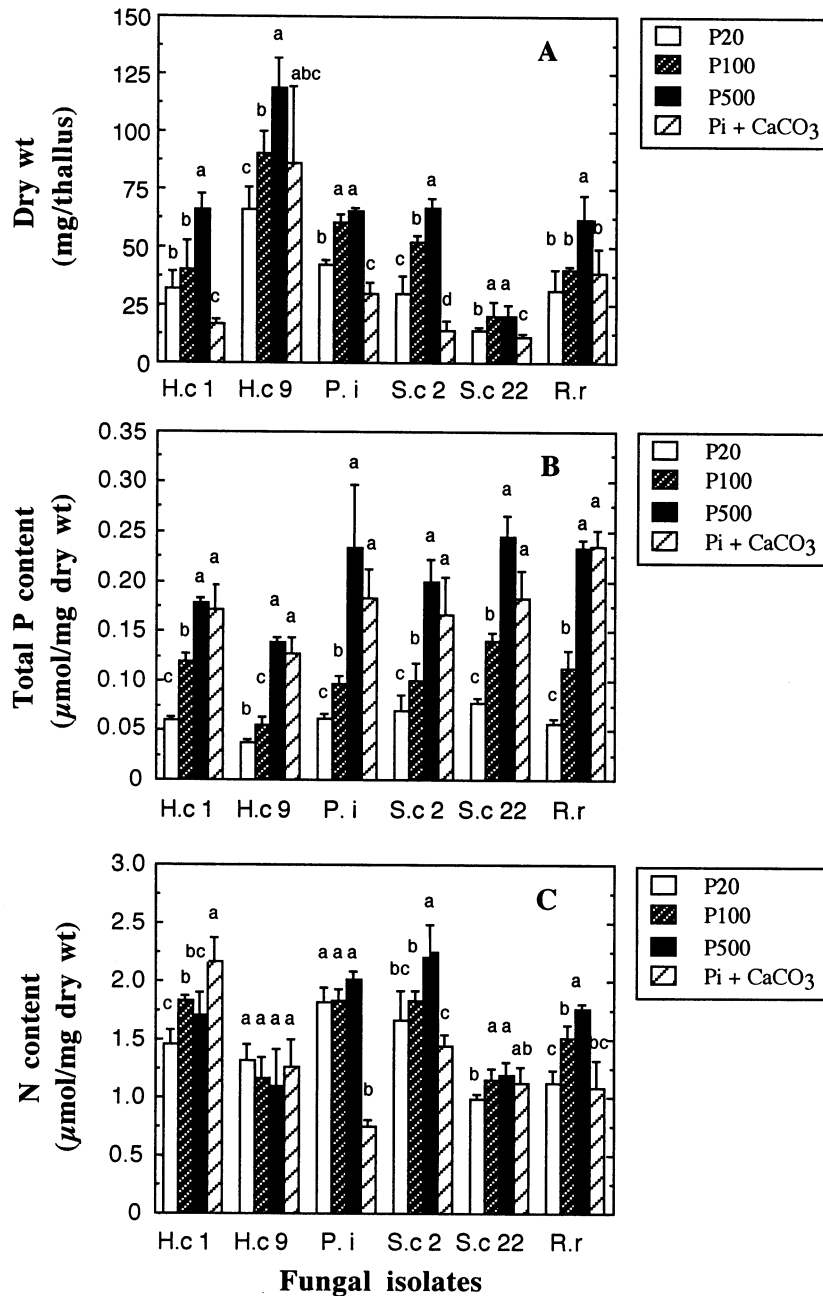 150
125
100
75
50
25
0
Dry wt
(mg/thallus)
A
b
b
a
c
c
b
a
abc
b
a
a
c
c
b
a
d
b
a
a
c
b
b
a
b
H.c 1
H.c 9
P. i
S.c 2
S.c 22
R.r
P20
P100
P500
Pi + CaCO3
0.35
0.30
0.25
0.20
0.15
0.10
0.05
0
Total P content
(µmol/mg dry wt)
B
c
b
a
a
b
c
a
a
c
b
a
a
c
b
a
a
c
b
a
a
c
b
a
a
H.c 1
H.c 9
P. i
S.c 2
S.c 22
R.r
P20
P100
P500
Pi + CaCO3
3.0
2.5
2.0
1.5
1.0
0.5
0
N content
(µmol/mg dry wt)
C
c
b
bc
a
a
a
a
a
a
a
a
b
bc
b
a
c
b
a
a
ab
c
b
a
bc
H.c 1
H.c 9
P. i
S.c 2
S.c 22
R.r
P20
P100
P500
Pi + CaCO3
Fungal isolates